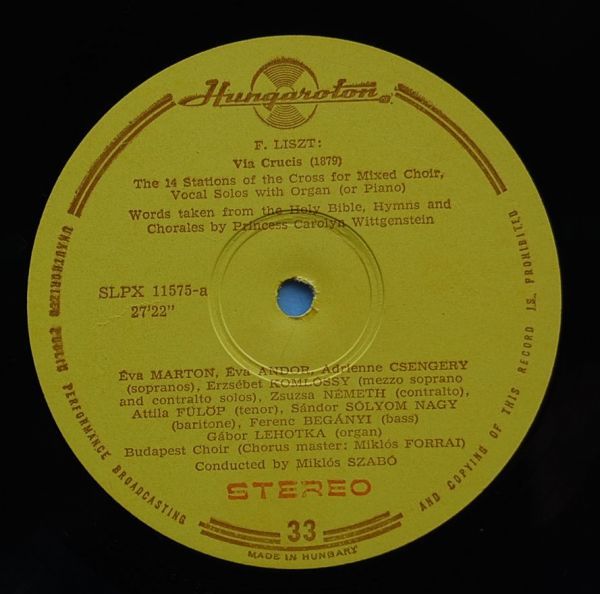 Hungaroton
F. LISZT:
Via Crucis (1879)
The 14 Stations of the Cross for Mixed Choir,
Vocal Solos with Organ (or Piano)
Words taken from the Holy Bible, Hymns and
Chorales by Princess Carolyn Wittgenstein
SLPX 11575-a
27'22"
Éva MARTON, Éva ANDOR, Adrienne CSENGERY
(sopranos), Erzsébet KOMLÓSSY (mezzo soprano
and contralto solos), Zsuzsa NÉMETH (contralto),
Attila FÜLÖP (tenor), Sándor SÓLYOM NAGY
(baritone), Ferenc BEGÁNYI (bass)
Gábor LEHOTKA (organ)
Budapest Choir (Chorus master: Miklós FORRAI)
Conducted by Miklós SZABÓ
STEREO
33
MADE IN HUNGARY
UNAUTHORIZED PUBLIC PERFORMANCE BROADCASTING
AND COPYING OF THIS RECORD IS PROHIBITED